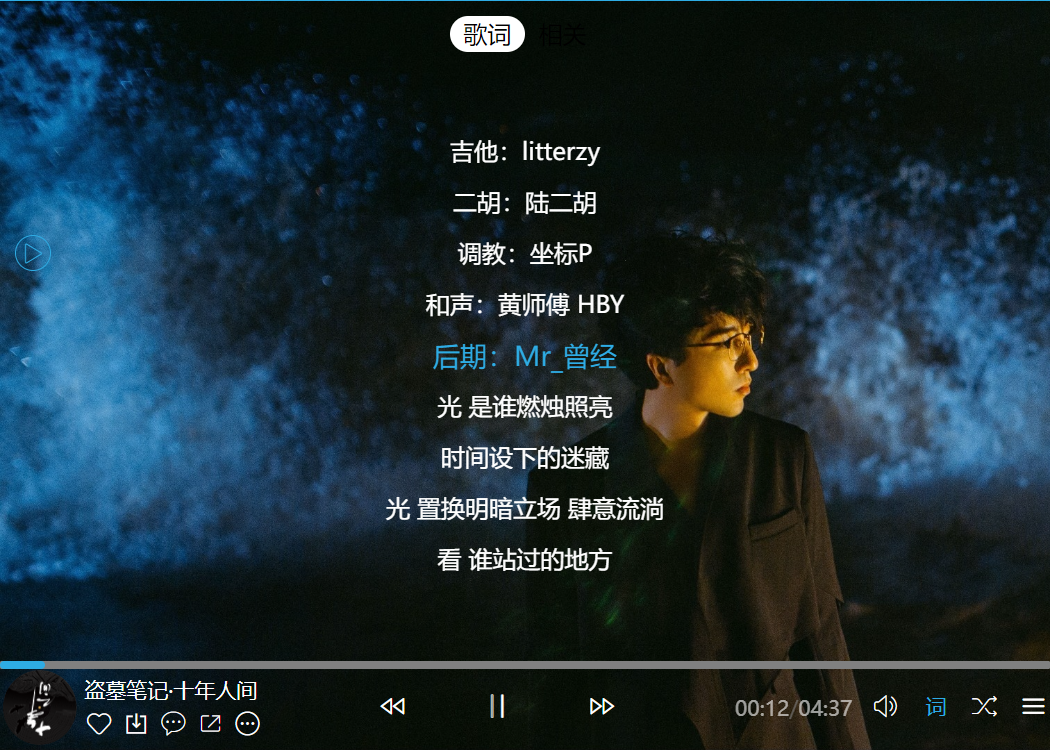 歌词 相关
吉他：litterzy
二胡：陆二胡
调教：坐标P
和声：黄师傅 HBY
后期：Mr_曾经
光 是谁燃烛照亮
时间设下的迷藏
光 置换明暗立场 肆意流淌
看 谁站过的地方
盗墓笔记·十年人间
00:12/04:37
词